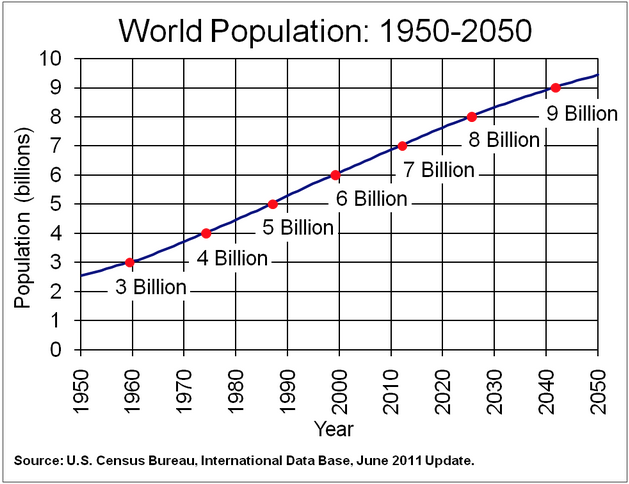 World Population: 1950-2050
10
9
8
7
6
5
4
3
2
1
0
Population (billions)
9 Billion
8 Billion
7 Billion
6 Billion
5 Billion
4 Billion
3 Billion
1950
1960
1970
1980
1990
2000
2010
2020
2030
2040
2050
Year
Source: U.S. Census Bureau, International Data Base, June 2011 Update.